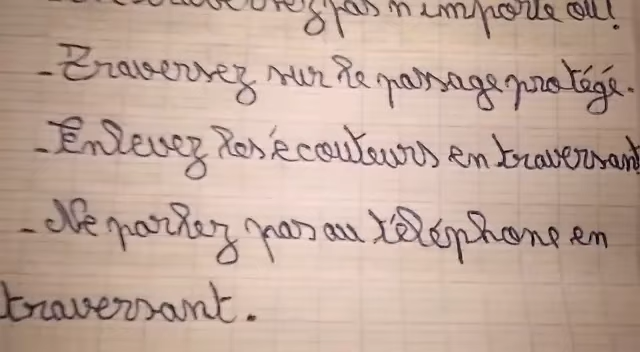 pas n'importe où!
- Traversez sur le passage protégé.
- Enlevez les écouteurs en traversant
- Ne parlez pas au téléphone en
traversant.